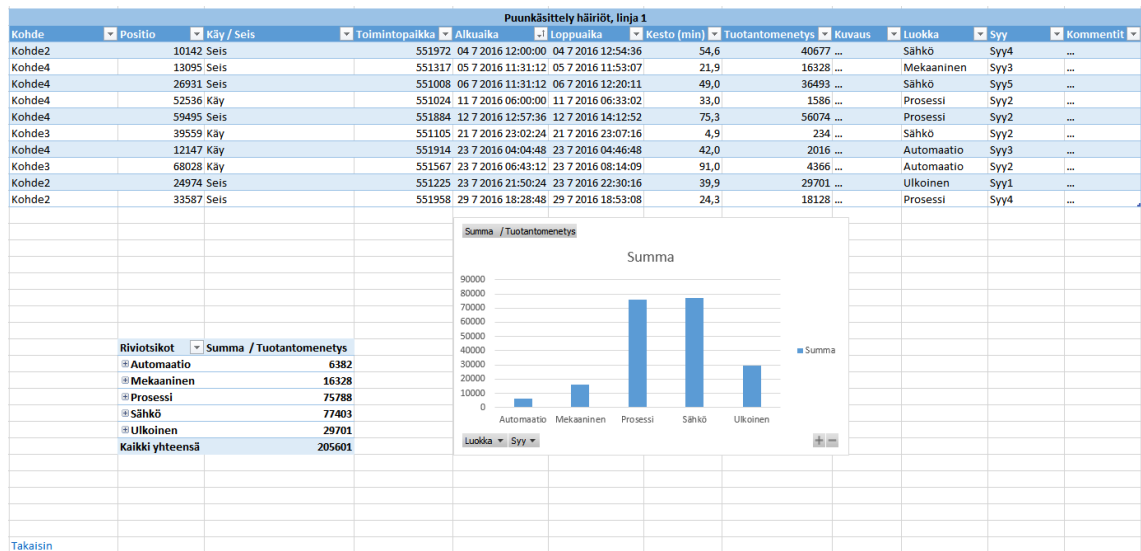 Puunkäsittely häiriöt, linja 1
Kohde Positio Käy / Seis Toimintopaikka Alkuaika Loppuaika Kesto (min) Tuotantomenetys Kuvaus Luokka Syy Kommentit
Kohde2 10142 Seis 551972 04 7 2016 12:00:00 04 7 2016 12:54:36 54,6 40677 ... Sähkö Syy4 ...
Kohde4 13095 Seis 551317 05 7 2016 11:31:12 05 7 2016 11:53:07 21,9 16328 ... Mekaaninen Syy3 ...
Kohde4 26931 Seis 551008 06 7 2016 11:31:12 06 7 2016 12:20:11 49,0 36493 ... Sähkö Syy5 ...
Kohde4 52536 Käy 551024 11 7 2016 06:00:00 11 7 2016 06:33:02 33,0 1586 ... Prosessi Syy2 ...
Kohde4 59495 Seis 551884 12 7 2016 12:57:36 12 7 2016 14:12:52 75,3 56074 ... Prosessi Syy2 ...
Kohde3 39559 Käy 551105 21 7 2016 23:02:24 21 7 2016 23:07:16 4,9 234 ... Sähkö Syy2 ...
Kohde4 12147 Käy 551914 23 7 2016 04:04:48 23 7 2016 04:46:48 42,0 2016 ... Automaatio Syy3 ...
Kohde3 68028 Käy 551567 23 7 2016 06:43:12 23 7 2016 08:14:09 91,0 4366 ... Automaatio Syy2 ...
Kohde2 24974 Seis 551225 23 7 2016 21:50:24 23 7 2016 22:30:16 39,9 29701 ... Ulkoinen Syy1 ...
Kohde2 33587 Seis 551958 29 7 2016 18:28:48 29 7 2016 18:53:08 24,3 18128 ... Prosessi Syy4 ...
Summa / Tuotantomenetys
Summa
90000
80000
70000
60000
50000
40000
30000
20000
10000
0
Automaatio Mekaaninen Prosessi Sähkö Ulkoinen
Summa
Luokka Syy
Riviotsikot Summa / Tuotantomenetys
Automaatio 6382
Mekaaninen 16328
Prosessi 75788
Sähkö 77403
Ulkoinen 29701
Kaikki yhteensä 205601
Takaisin